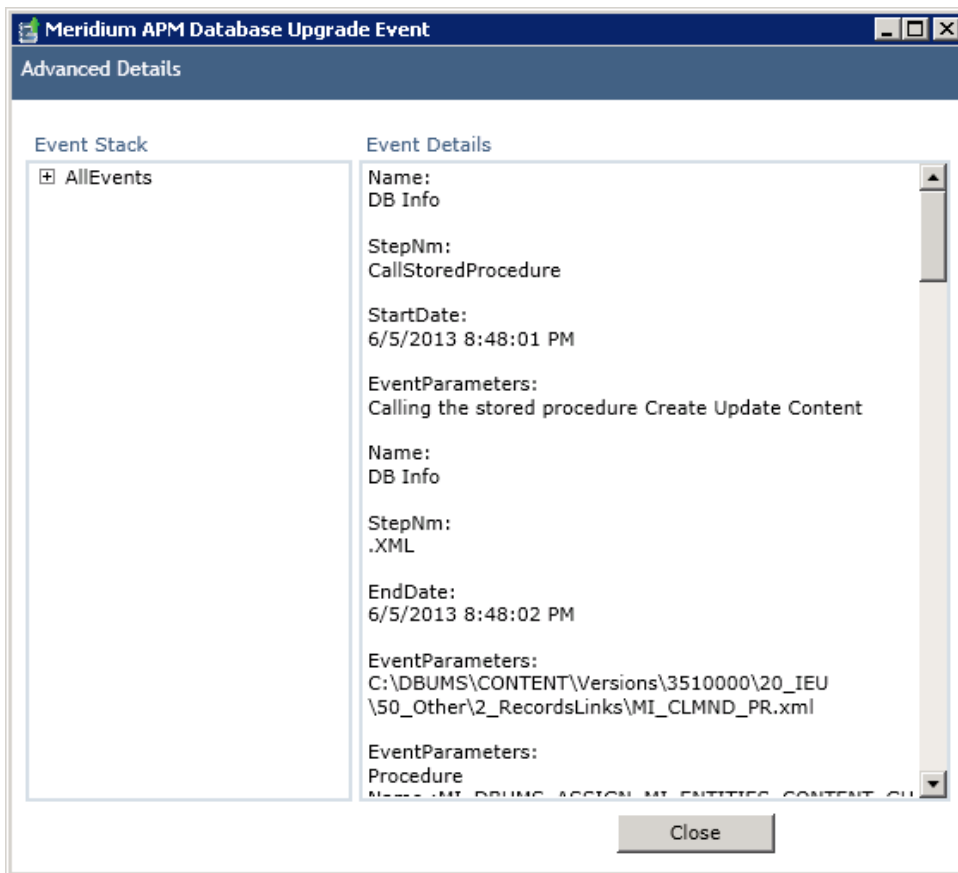 Meridium APM Database Upgrade Event
Advanced Details
Event Stack
AllEvents
Event Details
Name:
DB Info
StepNm:
CallStoredProcedure
StartDate:
6/5/2013 8:48:01 PM
EventParameters:
Calling the stored procedure Create Update Content
Name:
DB Info
StepNm:
.XML
EndDate:
6/5/2013 8:48:02 PM
EventParameters:
C:\DBUMS\CONTENT\Versions\3510000\20_IEU
\50_Other\2_RecordsLinks\MI_CLMND_PR.xml
EventParameters:
Procedure
Close